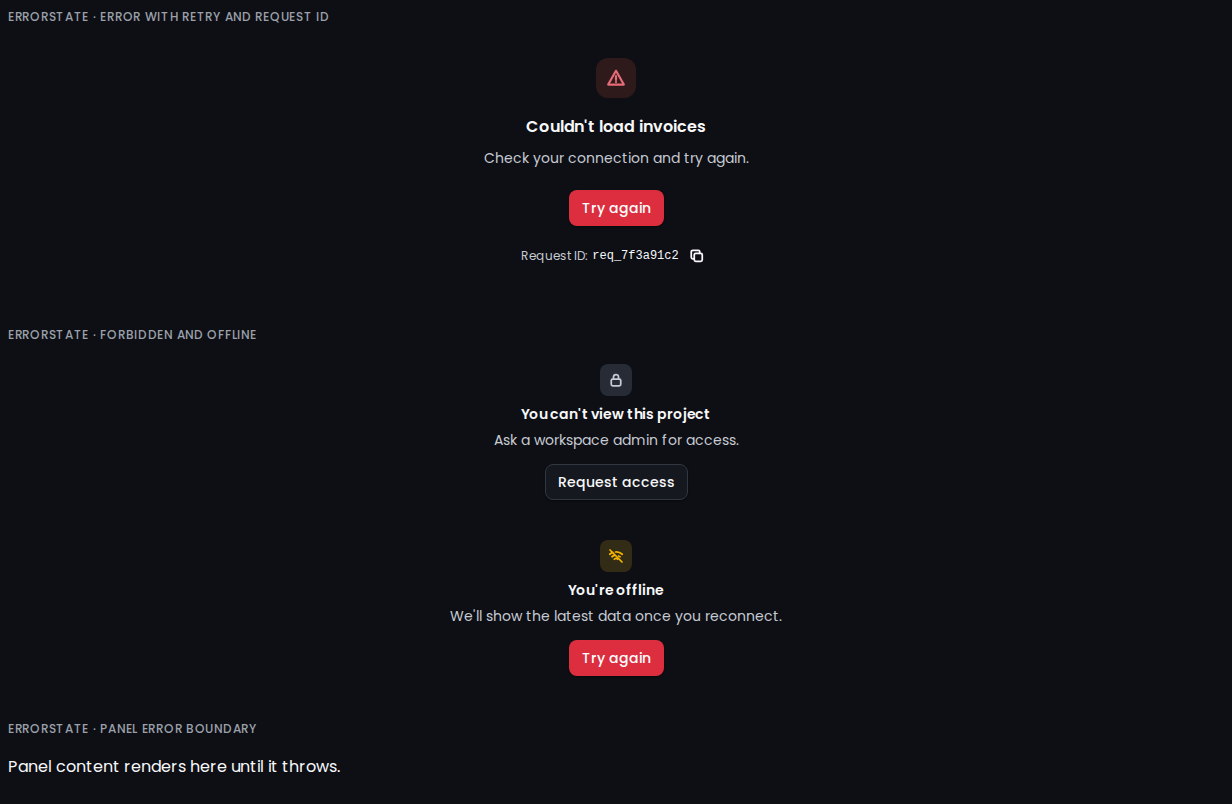 ERRORSTATE · ERROR WITH RETRY AND REQUEST ID
Couldn't load invoices
Check your connection and try again.
Try again
Request ID: req_7f3a91c2
ERRORSTATE · FORBIDDEN AND OFFLINE
You can't view this project
Ask a workspace admin for access.
Request access
You're offline
We'll show the latest data once you reconnect.
Try again
ERRORSTATE · PANEL ERROR BOUNDARY
Panel content renders here until it throws.